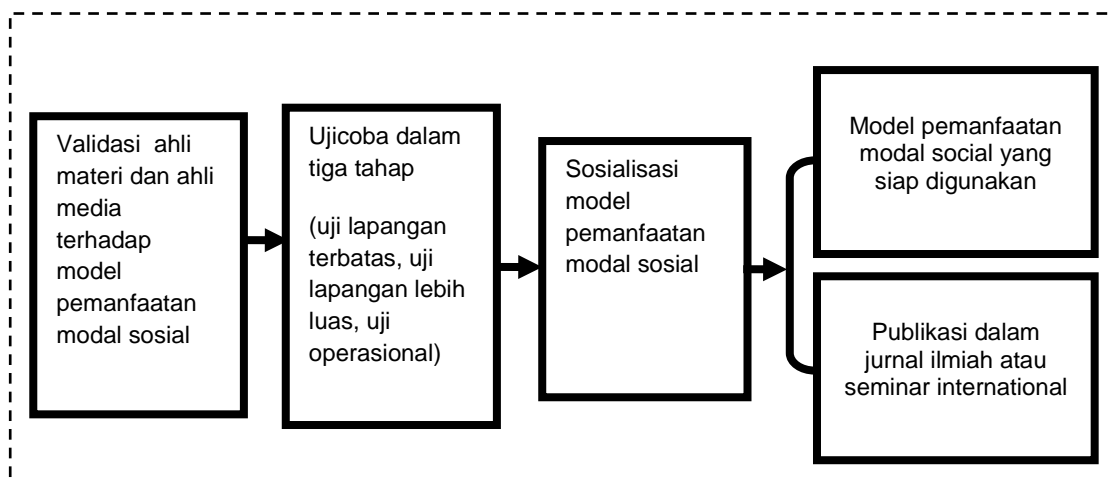 Validasi ahli
materi dan ahli
media
terhadap
model
pemanfaatan
modal sosial
Ujicoba dalam
tiga tahap
(uji lapangan
terbatas, uji
lapangan lebih
luas, uji
operasional)
Sosialisasi
model
pemanfaatan
modal sosial
Model pemanfaatan
modal social yang
siap digunakan
Publikasi dalam
jurnal ilmiah atau
seminar international